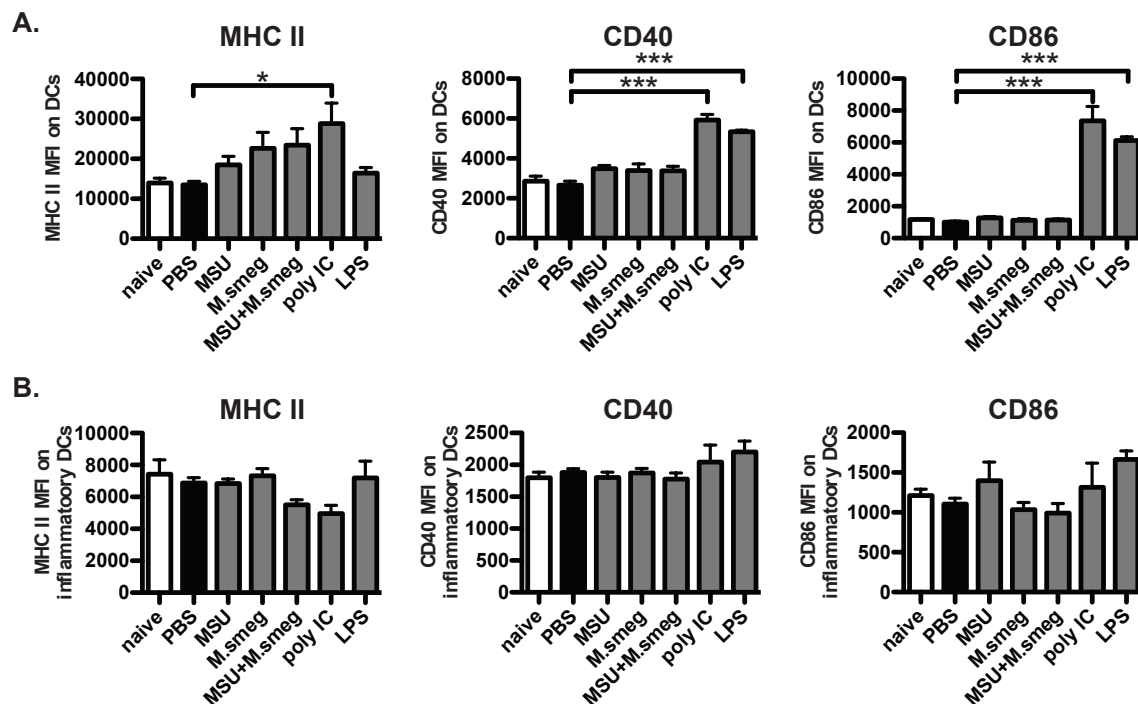 A.
MHC II
CD40
CD86
MHC II MFI on DCs
40000
30000
20000
10000
0
*
naive
PBS
MSU
M.smeg
MSU+M.smeg
poly IC
LPS
CD40 MFI on DCs
8000
6000
4000
2000
0
***
***
naive
PBS
MSU
M.smeg
MSU+M.smeg
poly IC
LPS
CD86 MFI on DCs
10000
8000
6000
4000
2000
0
***
***
naive
PBS
MSU
M.smeg
MSU+M.smeg
poly IC
LPS
B.
MHC II
CD40
CD86
MHC II MFI on
inflammatoory DCs
10000
8000
6000
4000
2000
0
naive
PBS
MSU
M.smeg
MSU+M.smeg
poly IC
LPS
CD40 MFI on
inflammatoory DCs
2500
2000
1500
1000
500
0
naive
PBS
MSU
M.smeg
MSU+M.smeg
poly IC
LPS
CD86 MFI on
inflammatoory DCs
2000
1500
1000
500
0
naive
PBS
MSU
M.smeg
MSU+M.smeg
poly IC
LPS